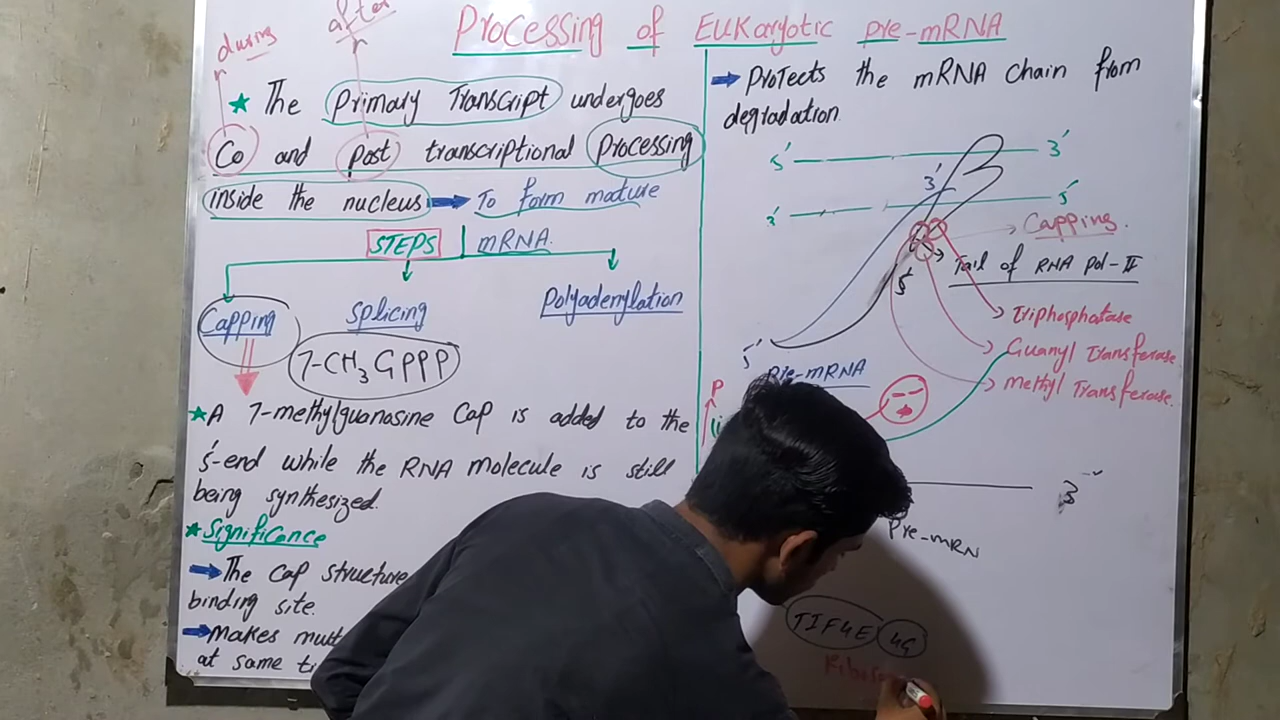 Processing of Eukaryotic pre-mRNA
during
after
★ The primary Transcript undergoes
Co and post transcriptional Processing
inside the nucleus → To form mature
mRNA
STEPS
Capping
splicing
polyadenylation
7-CH3GPPP
★ A 7-methylguanosine Cap is added to the
5'-end while the RNA molecule is still
being synthesized.
★ Significance
→ The Cap structure
binding site.
→ Makes
at same
→ Protects the mRNA chain from
degradation
5' 3'
3'
3' 5'
Capping.
Tail of RNA pol-II
5'
Triphosphatase
5'
Guanyl Transferase
pre-mRNA
methyl Transferase.
P
3'
Pre-mRN
TIF4E 4G